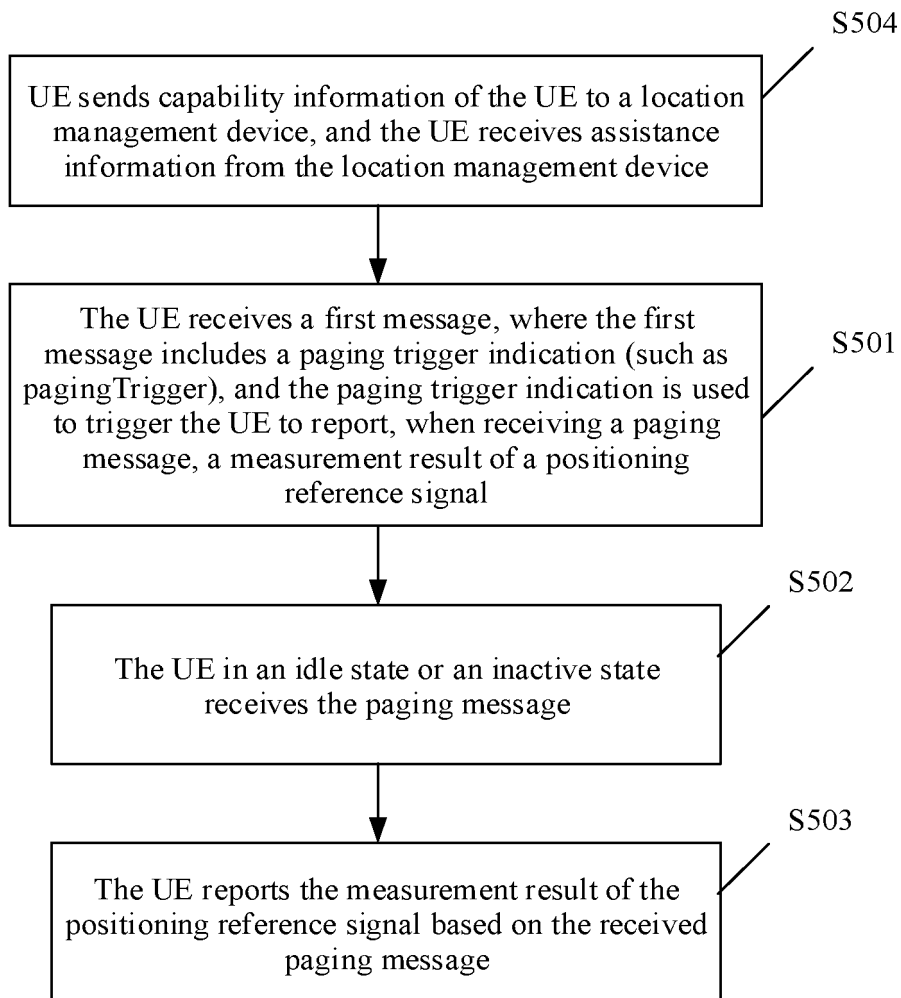 S504
UE sends capability information of the UE to a location
management device, and the UE receives assistance
information from the location management device
S501
The UE receives a first message, where the first
message includes a paging trigger indication (such as
pagingTrigger), and the paging trigger indication is used
to trigger the UE to report, when receiving a paging
message, a measurement result of a positioning
reference signal
S502
The UE in an idle state or an inactive state
receives the paging message
S503
The UE reports the measurement result of the
positioning reference signal based on the received
paging message